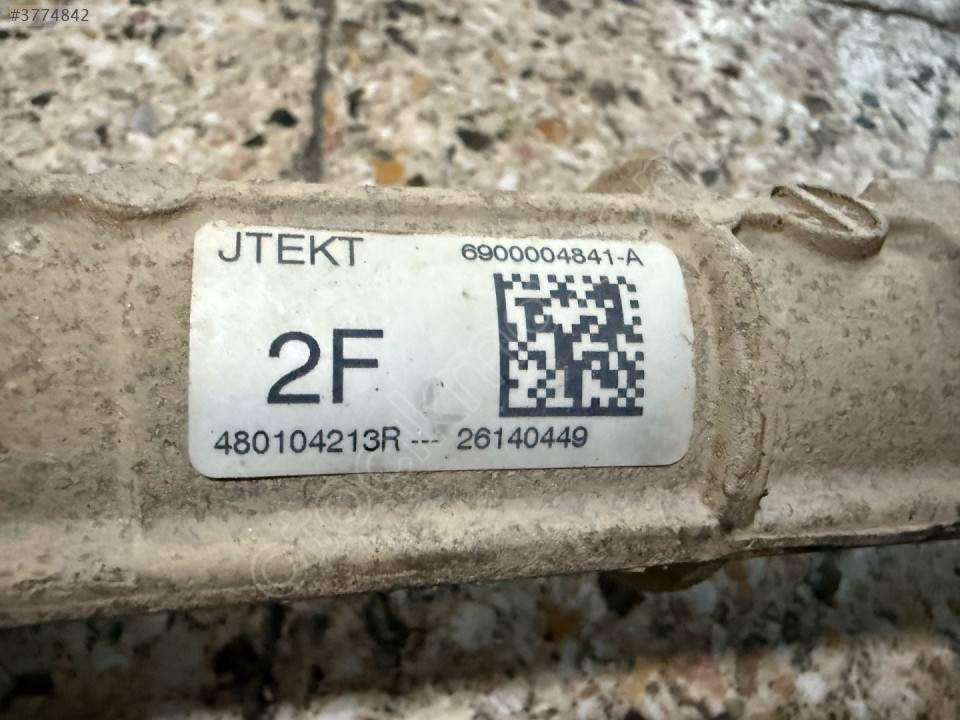 #3774842
JTEKT 6900004841-A
2F
480104213R --- 26140449